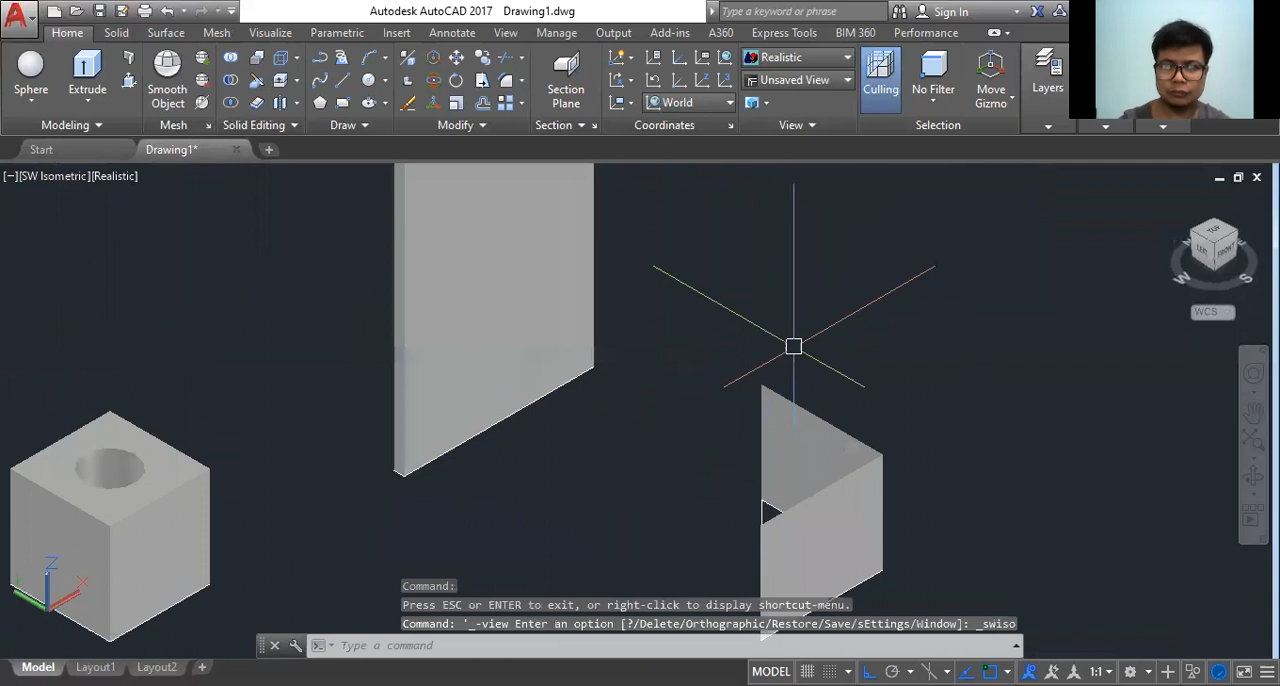 Autodesk AutoCAD 2017 Drawing1.dwg
Type a keyword or phrase
Sign In
Home Solid Surface Mesh Visualize Parametric Insert Annotate View Manage Output Add-ins A360 Express Tools BIM 360 Performance
Realistic
Unsaved View
World
Sphere Extrude Smooth Object Section Plane Culling No Filter Move Gizmo Layers
Modeling Mesh Solid Editing Draw Modify Section Coordinates View Selection
Start Drawing1*
[−][SW Isometric][Realistic]
TOP
LEFT FRONT
W S
WCS
Z
X
Command:
Press ESC or ENTER to exit, or right-click to display shortcut-menu.
Command: '_-view Enter an option [?/Delete/Orthographic/Restore/Save/sEttings/Window]: _swiso
Type a command
Model Layout1 Layout2
MODEL 1:1